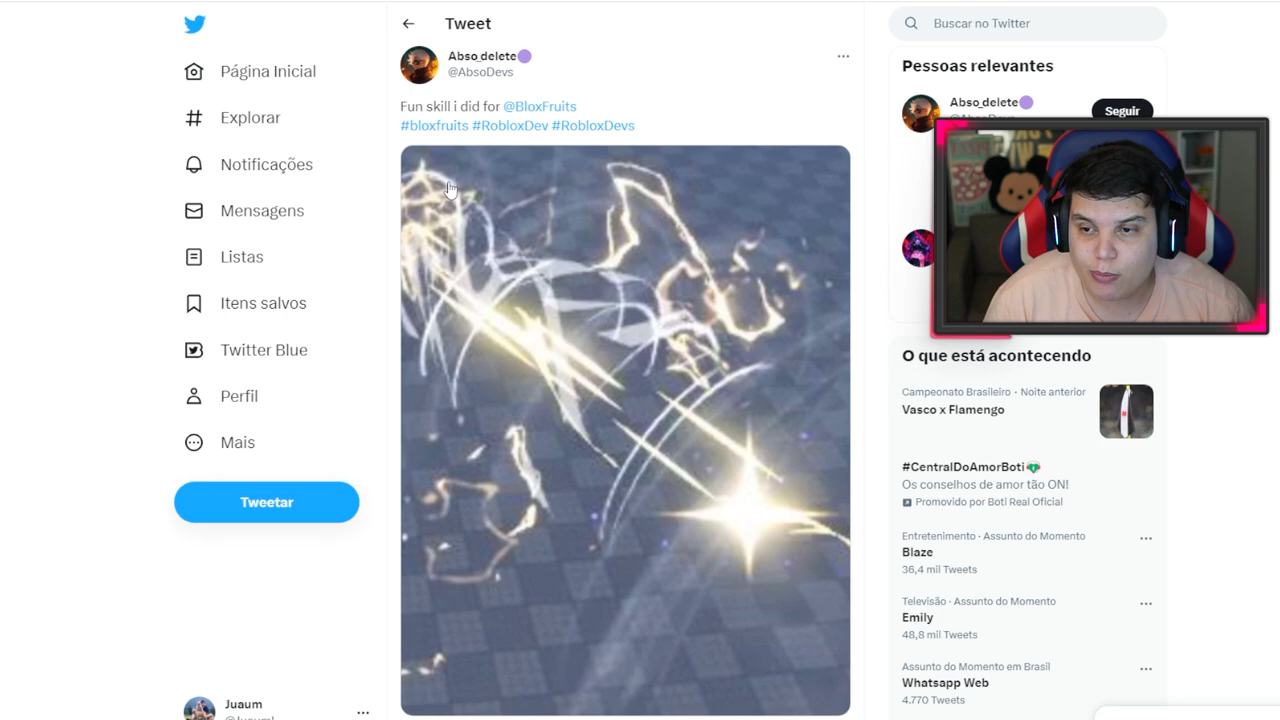 Tweet
Abso_delete
@AbsoDevs
Fun skill i did for @BloxFruits
#bloxfruits #RobloxDev #RobloxDevs
Página Inicial
Explorar
Notificações
Mensagens
Listas
Itens salvos
Twitter Blue
Perfil
Mais
Tweetar
Juaum
Buscar no Twitter
Pessoas relevantes
Abso_delete
Seguir
O que está acontecendo
Campeonato Brasileiro · Noite anterior
Vasco x Flamengo
#CentralDoAmorBoti
Os conselhos de amor tão ON!
Promovido por Boti Real Oficial
Entretenimento · Assunto do Momento
Blaze
36,4 mil Tweets
Televisão · Assunto do Momento
Emily
48,8 mil Tweets
Assunto do Momento em Brasil
Whatsapp Web
4.770 Tweets